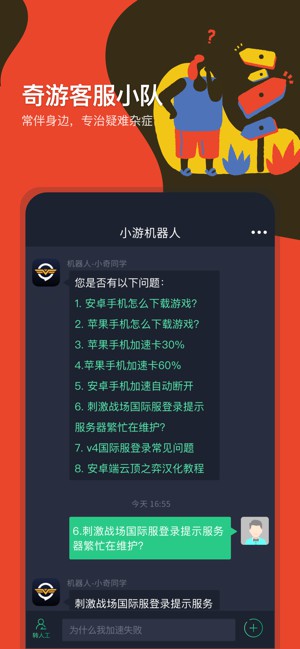 奇游客服小队
常伴身边，专治疑难杂症
?
小游机器人
机器人-小奇同学
您是否有以下问题：
1. 安卓手机怎么下载游戏?
2. 苹果手机怎么下载游戏?
3. 苹果手机加速卡30%
4.苹果手机加速卡60%
5. 安卓手机加速自动断开
6. 刺激战场国际服登录提示
服务器繁忙在维护?
7. v4国际服登录常见问题
8. 安卓端云顶之弈汉化教程
今天 16:55
6.刺激战场国际服登录提示服务
器繁忙在维护?
机器人-小奇同学
刺激战场国际服登录提示服务
转人工
为什么我加速失败